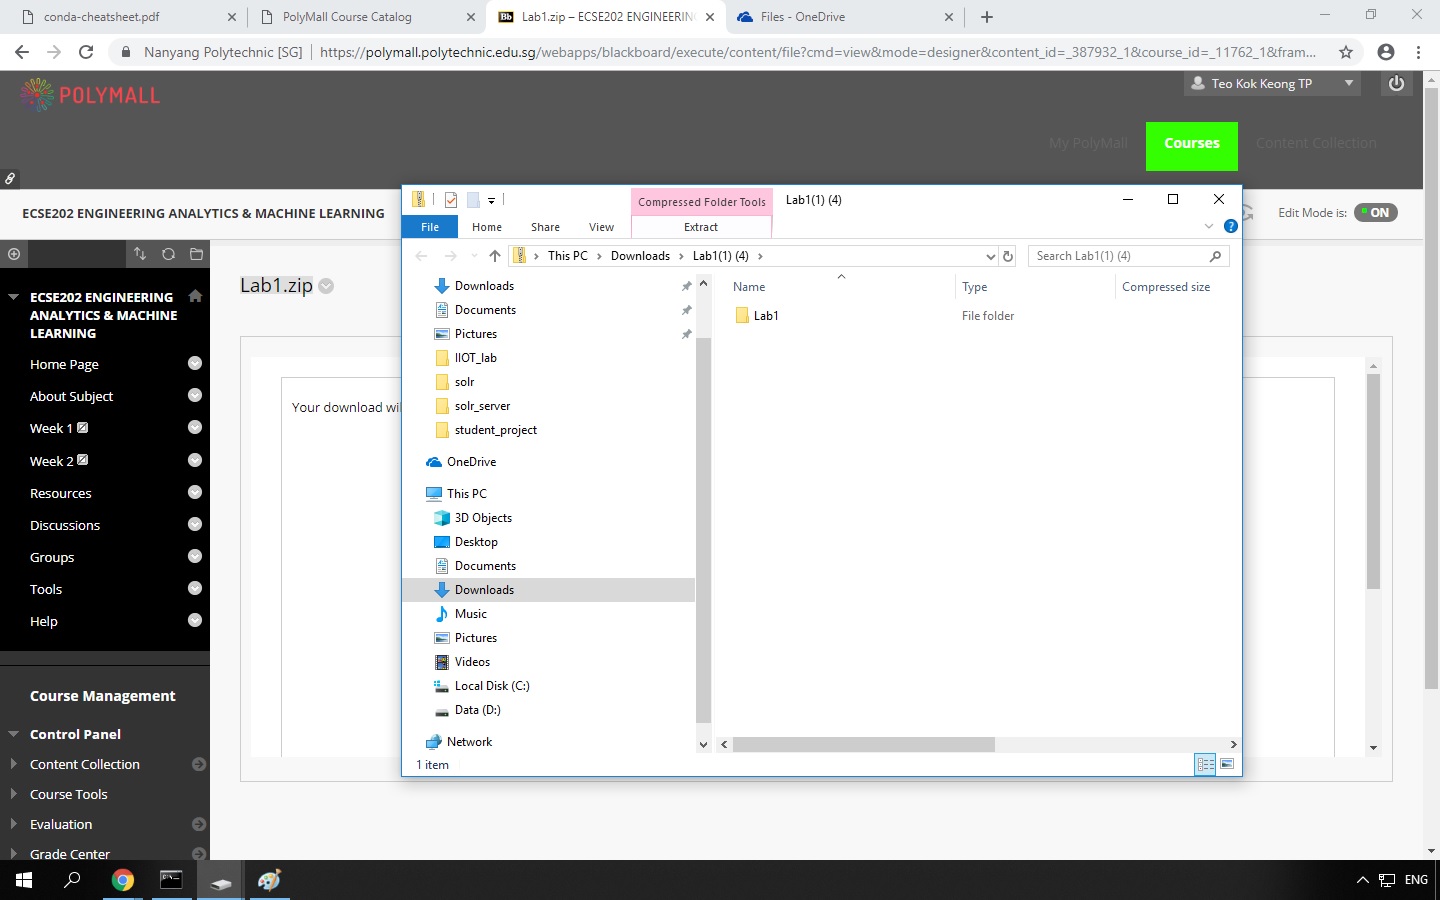 conda-cheatsheet.pdf
PolyMall Course Catalog
Bb
Lab1.zip – ECSE202 ENGINEERIN
Files - OneDrive
Nanyang Polytechnic [SG]
https://polymall.polytechnic.edu.sg/webapps/blackboard/execute/content/file?cmd=view&mode=designer&content_id=_387932_1&course_id=_11762_1&fram...
POLYMALL
Teo Kok Keong TP
My PolyMall
Courses
Content Collection
ECSE202 ENGINEERING ANALYTICS & MACHINE LEARNING
Edit Mode is:
ON
ECSE202 ENGINEERING
ANALYTICS & MACHINE
LEARNING
Home Page
About Subject
Week 1
Week 2
Resources
Discussions
Groups
Tools
Help
Course Management
Control Panel
Content Collection
Course Tools
Evaluation
Grade Center
Lab1.zip
Your download wil
Compressed Folder Tools
Lab1(1) (4)
File
Home
Share
View
Extract
This PC
Downloads
Lab1(1) (4)
Search Lab1(1) (4)
Downloads
Documents
Pictures
IIOT_lab
solr
solr_server
student_project
OneDrive
This PC
3D Objects
Desktop
Documents
Downloads
Music
Pictures
Videos
Local Disk (C:)
Data (D:)
Network
Name
Type
Compressed size
Lab1
File folder
1 item
ENG